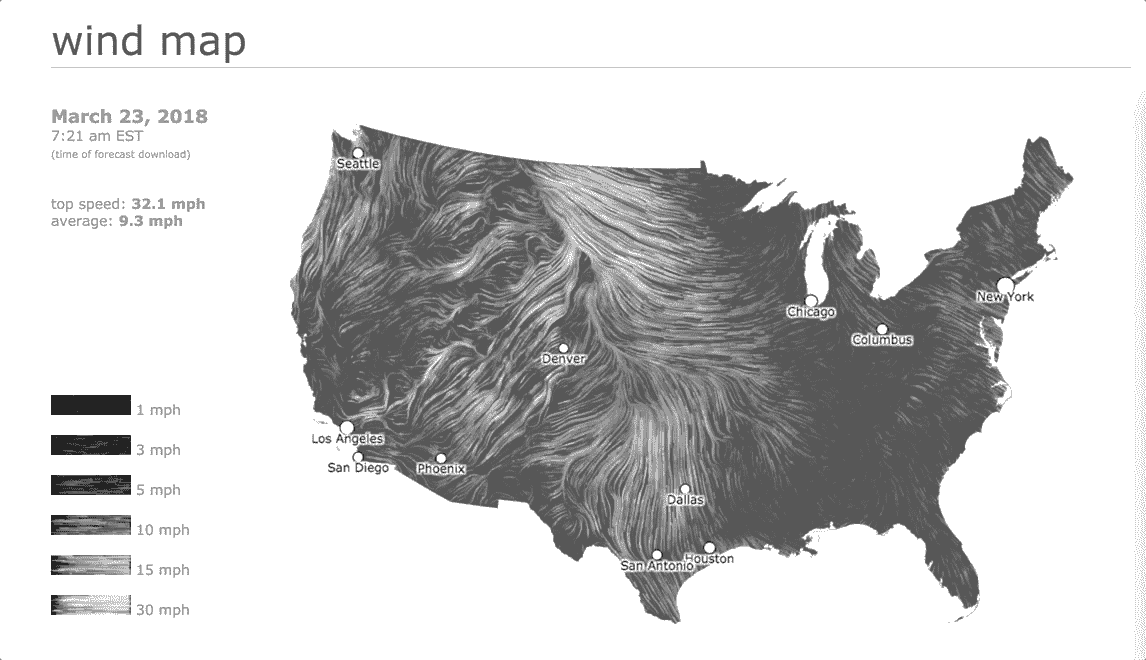 wind map
March 23, 2018
7:21 am EST
(time of forecast download)
top speed: 32.1 mph
average: 9.3 mph
1 mph
3 mph
5 mph
10 mph
15 mph
30 mph
Seattle
New York
Chicago
Columbus
Denver
Los Angeles
San Diego
Phoenix
Dallas
Houston
San Antonio